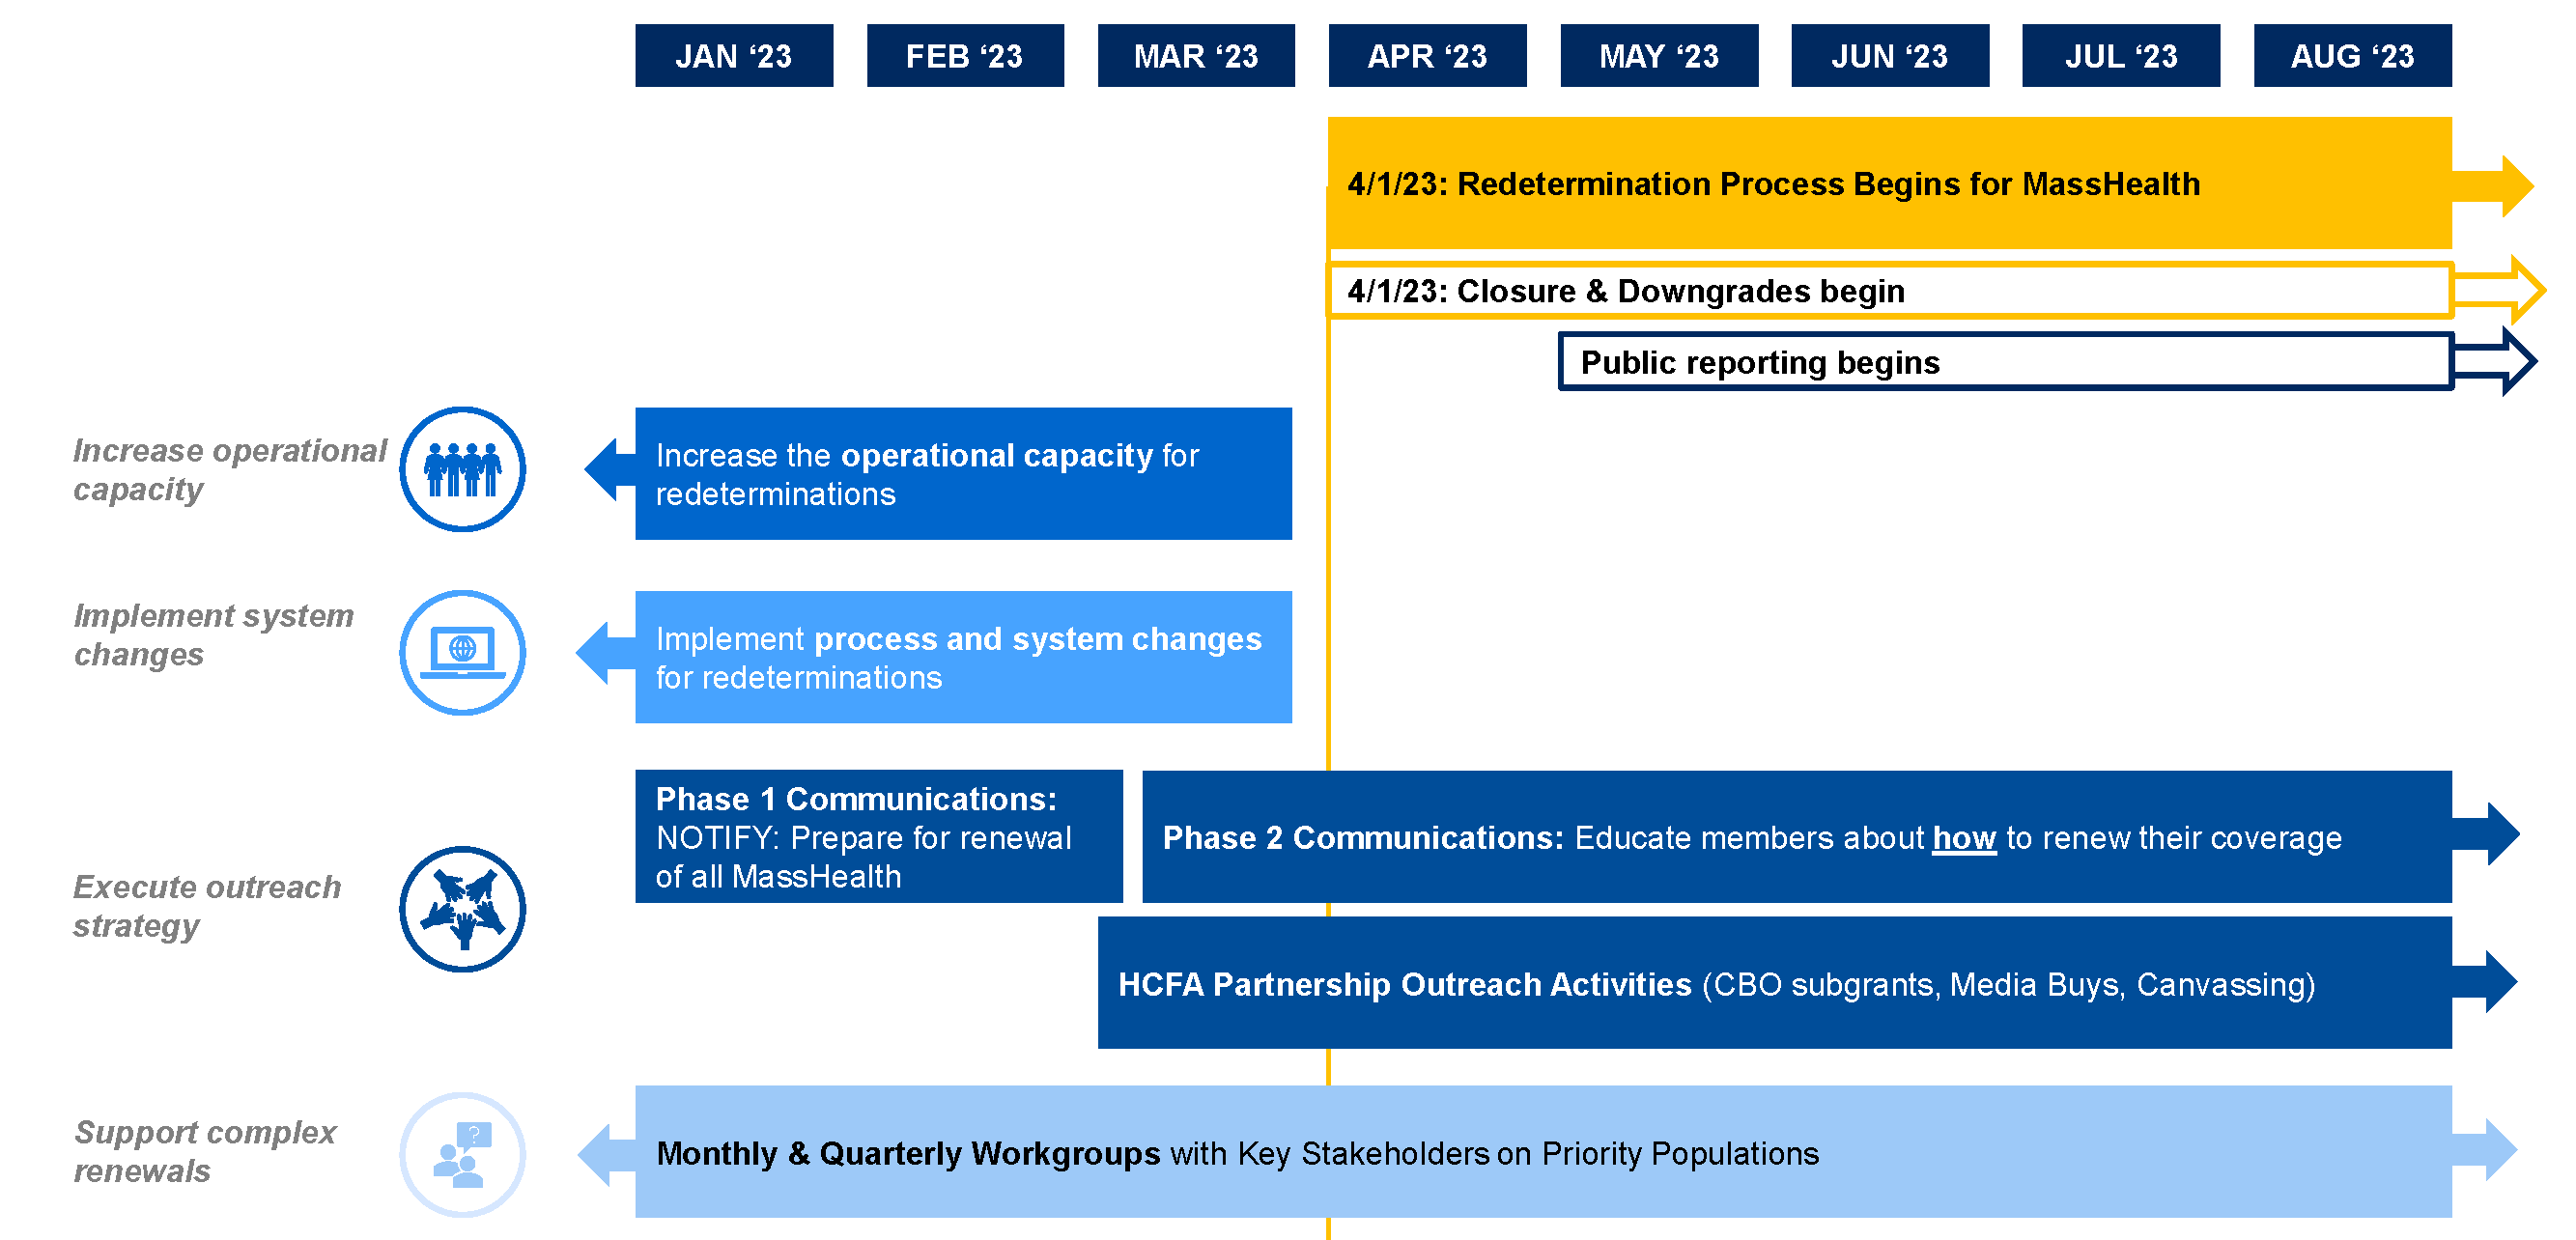 JAN ‘23
FEB ‘23
MAR ‘23
APR ‘23
MAY ‘23
JUN ‘23
JUL ‘23
AUG ‘23
4/1/23: Redetermination Process Begins for MassHealth
4/1/23: Closure & Downgrades begin
Public reporting begins
Increase operational
capacity
Increase the operational capacity for
redeterminations
Implement system
changes
Implement process and system changes
for redeterminations
Execute outreach
strategy
Phase 1 Communications:
NOTIFY: Prepare for renewal
of all MassHealth
Phase 2 Communications: Educate members about how to renew their coverage
HCFA Partnership Outreach Activities (CBO subgrants, Media Buys, Canvassing)
Support complex
renewals
?
Monthly & Quarterly Workgroups with Key Stakeholders on Priority Populations